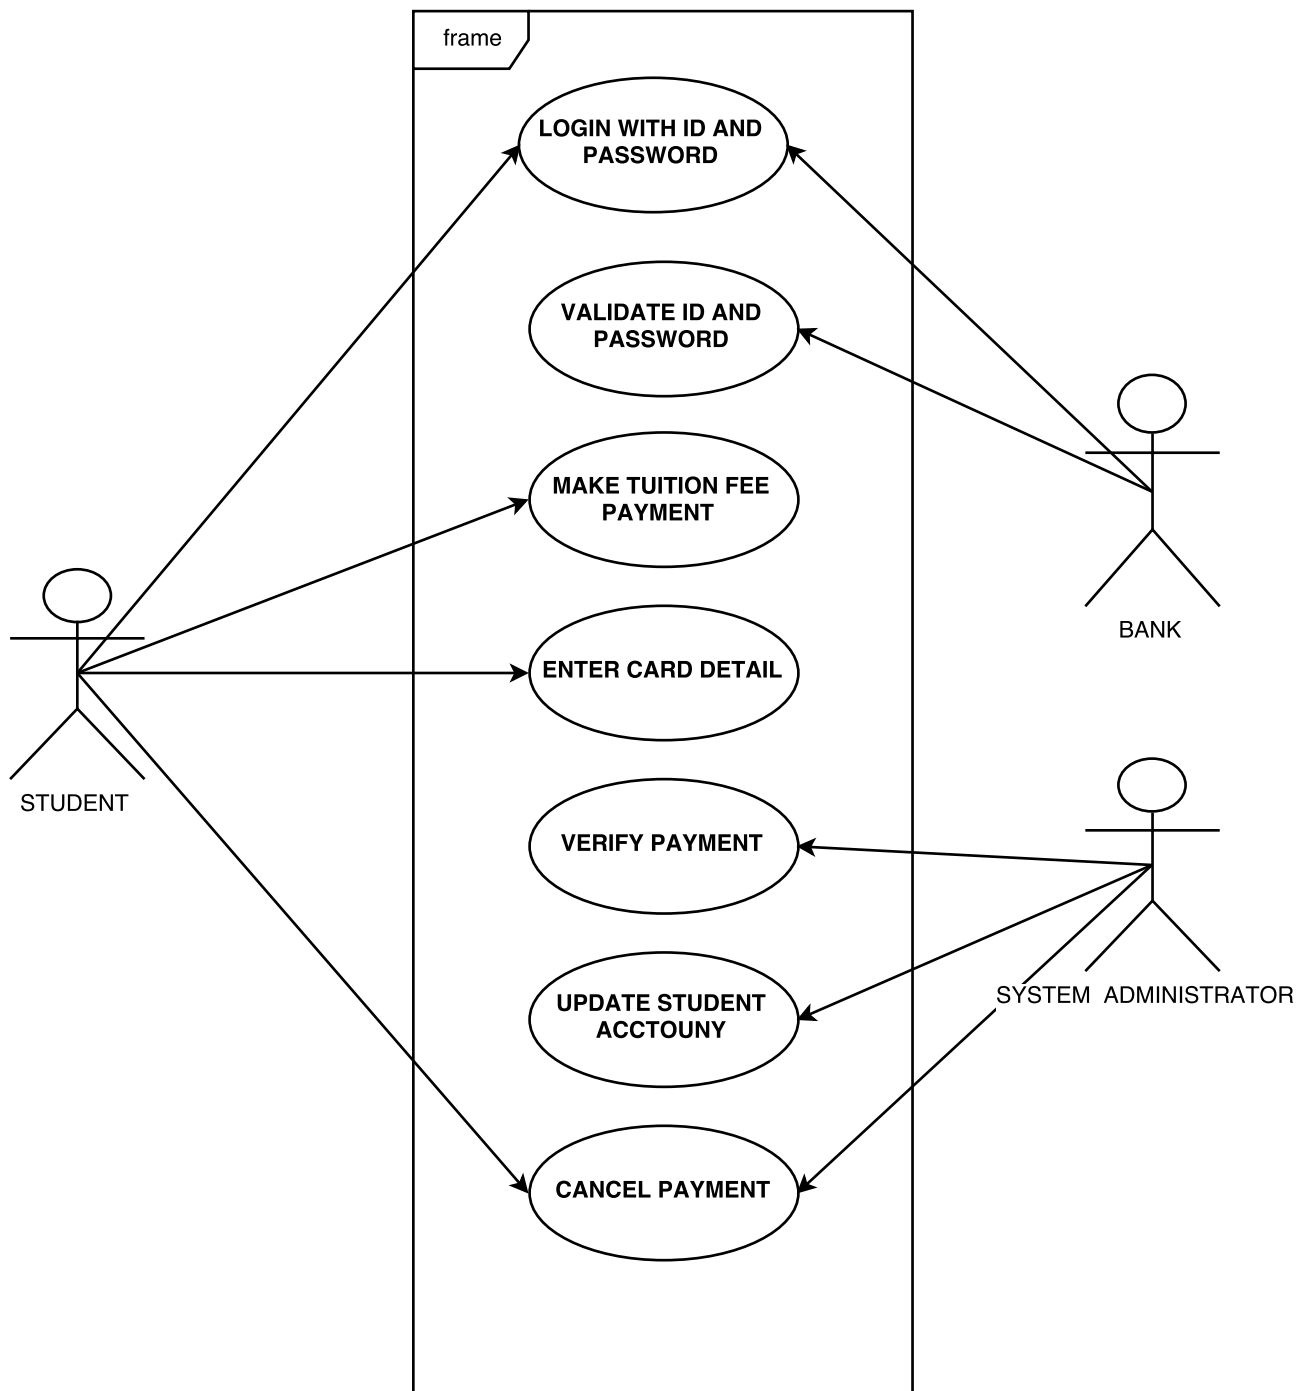 frame
LOGIN WITH ID AND
PASSWORD
VALIDATE ID AND
PASSWORD
MAKE TUITION FEE
PAYMENT
BANK
ENTER CARD DETAIL
STUDENT
VERIFY PAYMENT
SYSTEM ADMINISTRATOR
UPDATE STUDENT
ACCTOUNY
CANCEL PAYMENT